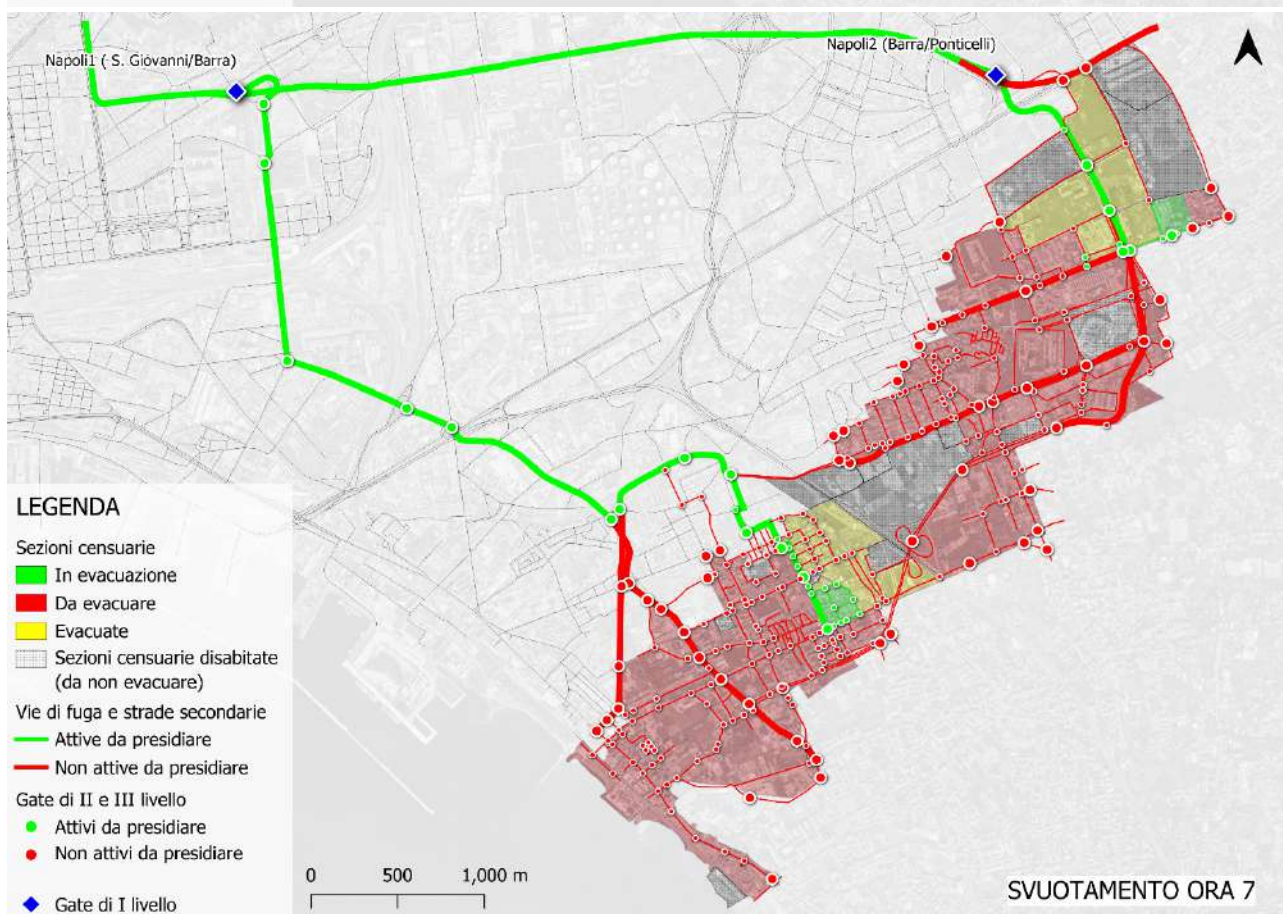 Napoli1 ( S. Giovanni/Barra)
Napoli2 (Barra/Ponticelli)
LEGENDA
Sezioni censuarie
In evacuazione
Da evacuare
Evacuate
Sezioni censuarie disabitate
(da non evacuare)
Vie di fuga e strade secondarie
Attive da presidiare
Non attive da presidiare
Gate di II e III livello
Attivi da presidiare
Non attivi da presidiare
Gate di I livello
0 500 1,000 m
SVUOTAMENTO ORA 7